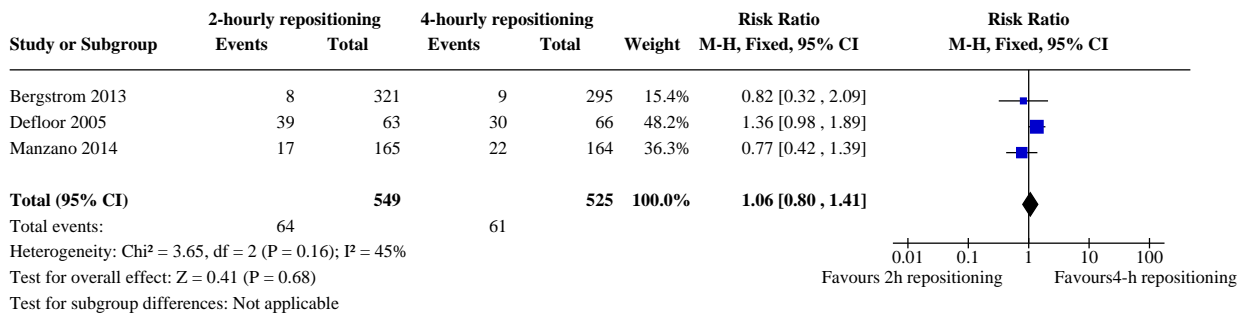 2-hourly repositioning 4-hourly repositioning Risk Ratio Risk Ratio
Study or Subgroup Events Total Events Total Weight M-H, Fixed, 95% CI M-H, Fixed, 95% CI
Bergstrom 2013 8 321 9 295 15.4% 0.82 [0.32 , 2.09]
Defloor 2005 39 63 30 66 48.2% 1.36 [0.98 , 1.89]
Manzano 2014 17 165 22 164 36.3% 0.77 [0.42 , 1.39]
Total (95% CI) 549 525 100.0% 1.06 [0.80 , 1.41]
Total events: 64 61
Heterogeneity: Chi² = 3.65, df = 2 (P = 0.16); I² = 45%
0.01 0.1 1 10 100
Test for overall effect: Z = 0.41 (P = 0.68)
Favours 2h repositioning Favours4-h repositioning
Test for subgroup differences: Not applicable